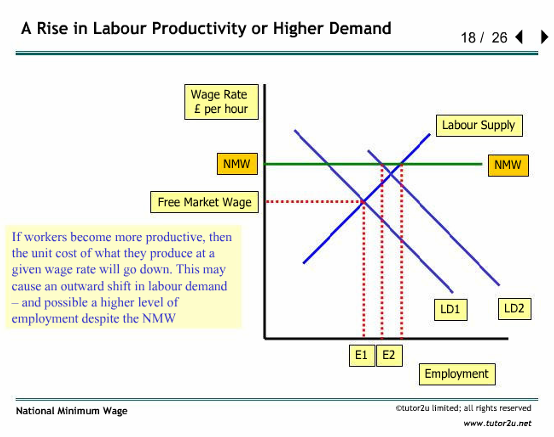 A Rise in Labour Productivity or Higher Demand
18 / 26
Wage Rate
£ per hour
Labour Supply
NMW
NMW
Free Market Wage
If workers become more productive, then
the unit cost of what they produce at a
given wage rate will go down. This may
cause an outward shift in labour demand
– and possible a higher level of
employment despite the NMW
LD1
LD2
E1
E2
Employment
National Minimum Wage
©tutor2u limited; all rights reserved
www.tutor2u.net